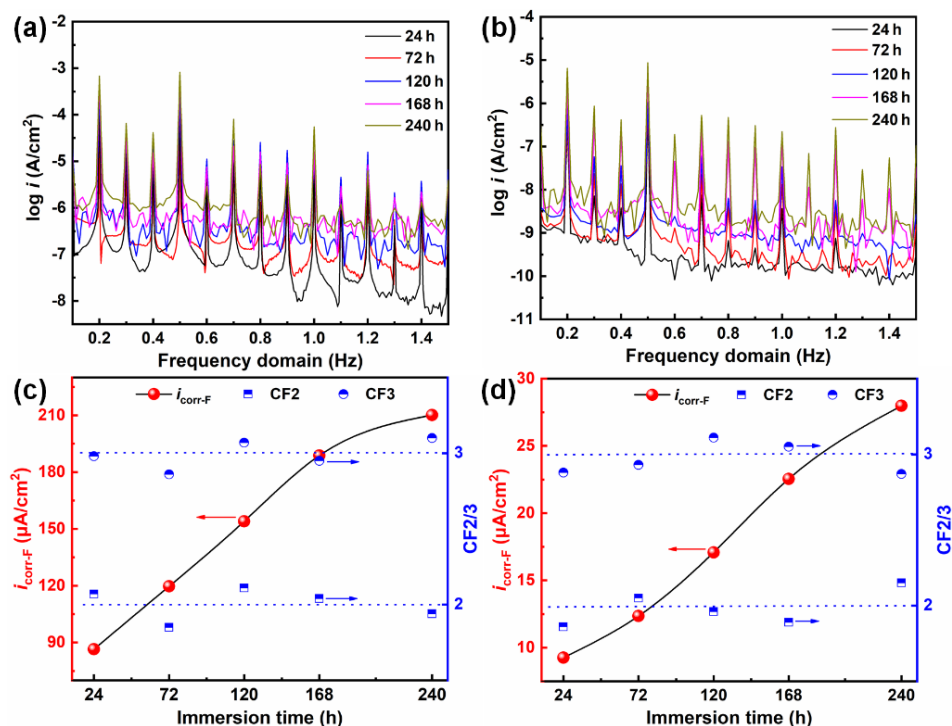 (a)
-2
-3
-4
-5
-6
-7
-8
log i (A/cm²)
24 h
72 h
120 h
168 h
240 h
0.2 0.4 0.6 0.8 1.0 1.2 1.4
Frequency domain (Hz)
(b)
-4
-5
-6
-7
-8
-9
-10
-11
log i (A/cm²)
24 h
72 h
120 h
168 h
240 h
0.2 0.4 0.6 0.8 1.0 1.2 1.4
Frequency domain (Hz)
(c)
i corr-F CF2 CF3
210
180
150
120
90
i corr-F (μA/cm²)
3
2
CF2/3
24 72 120 168 240
Immersion time (h)
(d)
i corr-F CF2 CF3
30
25
20
15
10
i corr-F (μA/cm²)
3
2
CF2/3
24 72 120 168 240
Immersion time (h)